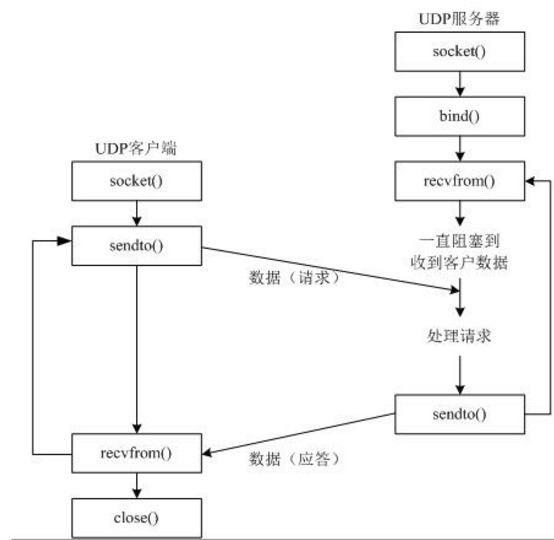 UDP服务器
socket()
bind()
UDP客户端
socket()
recvfrom()
sendto()
一直阻塞到
收到客户数据
数据（请求）
处理请求
sendto()
recvfrom()
数据（应答）
close()